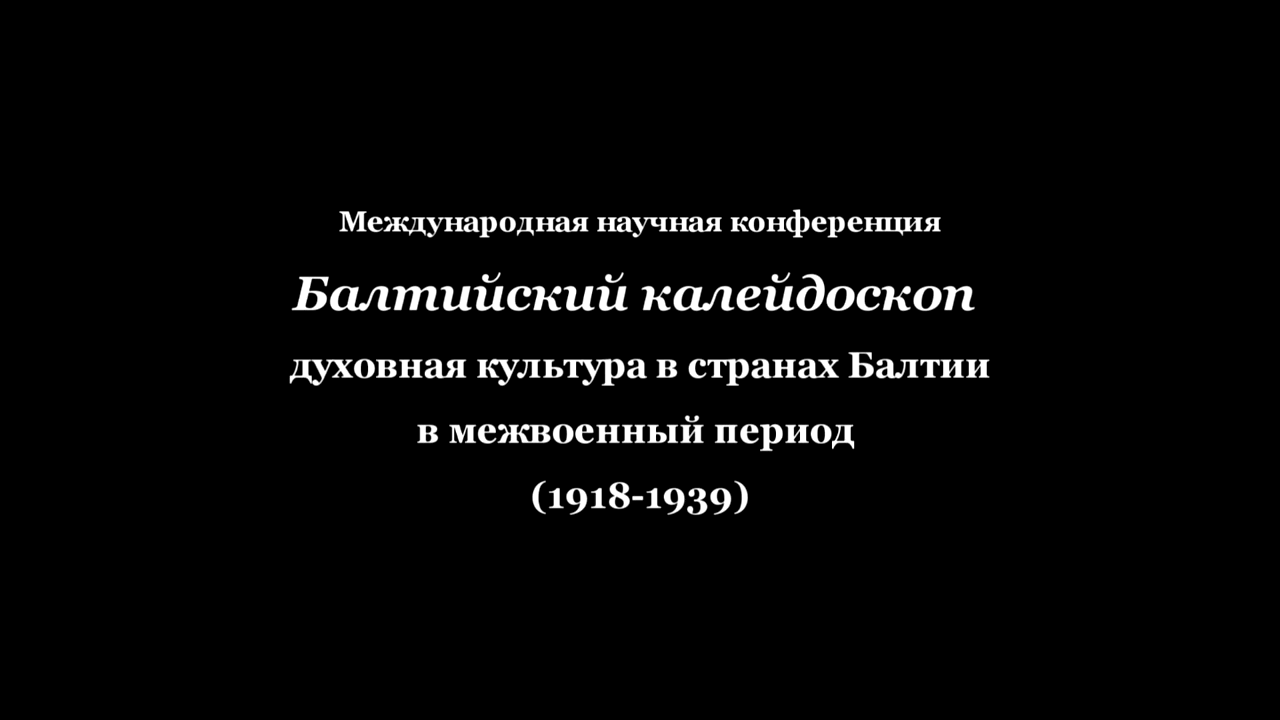 Международная научная конференция
Балтийский калейдоскоп
духовная культура в странах Балтии
в межвоенный период
(1918-1939)